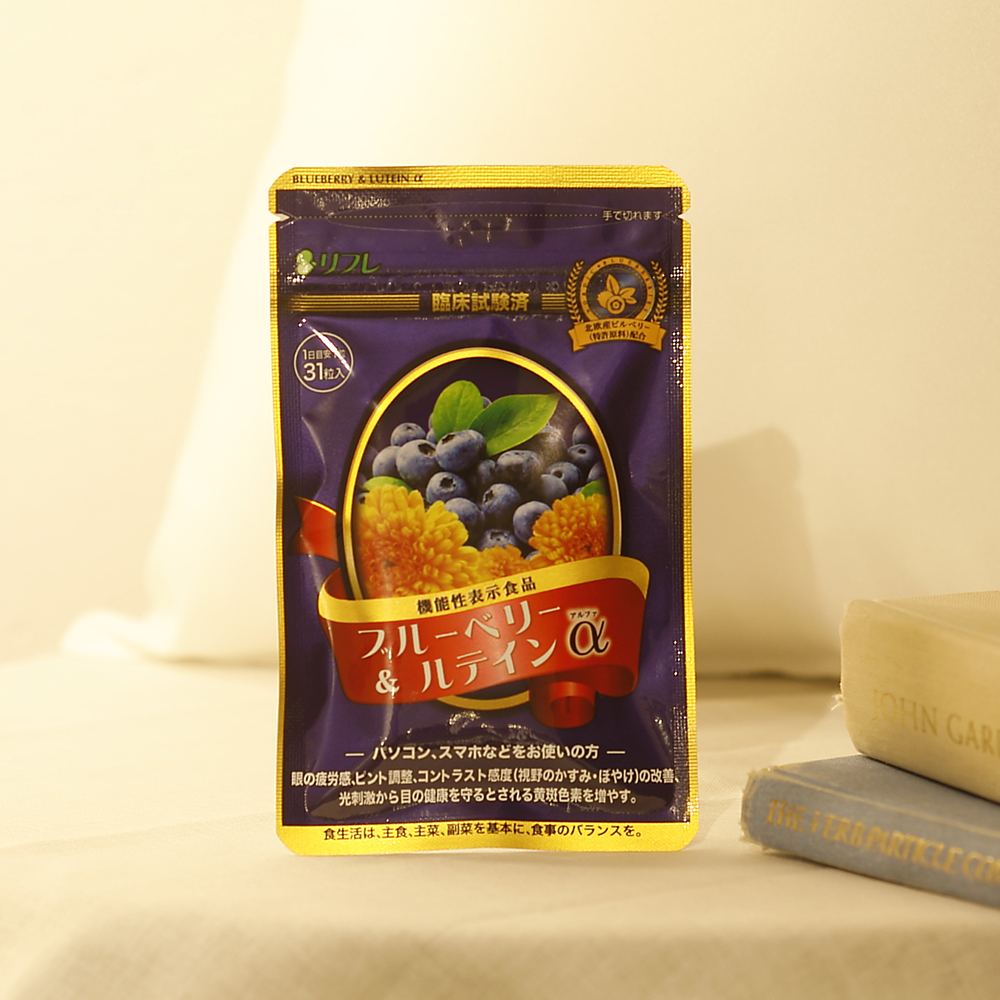 BLUEBERRY & LUTEIN α
手で切れます
リフレ
臨床試験済
北欧産ビルベリー
(特許原料)配合
1日目安
31粒入
機能性表示食品
ブルーベリー
& ルテイン
アルファ
α
― パソコン、スマホなどをお使いの方 ―
眼の疲労感、ピント調整、コントラスト感度(視野のかすみ・ぼやけ)の改善、
光刺激から目の健康を守るとされる黄斑色素を増やす。
食生活は、主食、主菜、副菜を基本に、食事のバランスを。
JOHN GAR
THE VERB PARTICLE